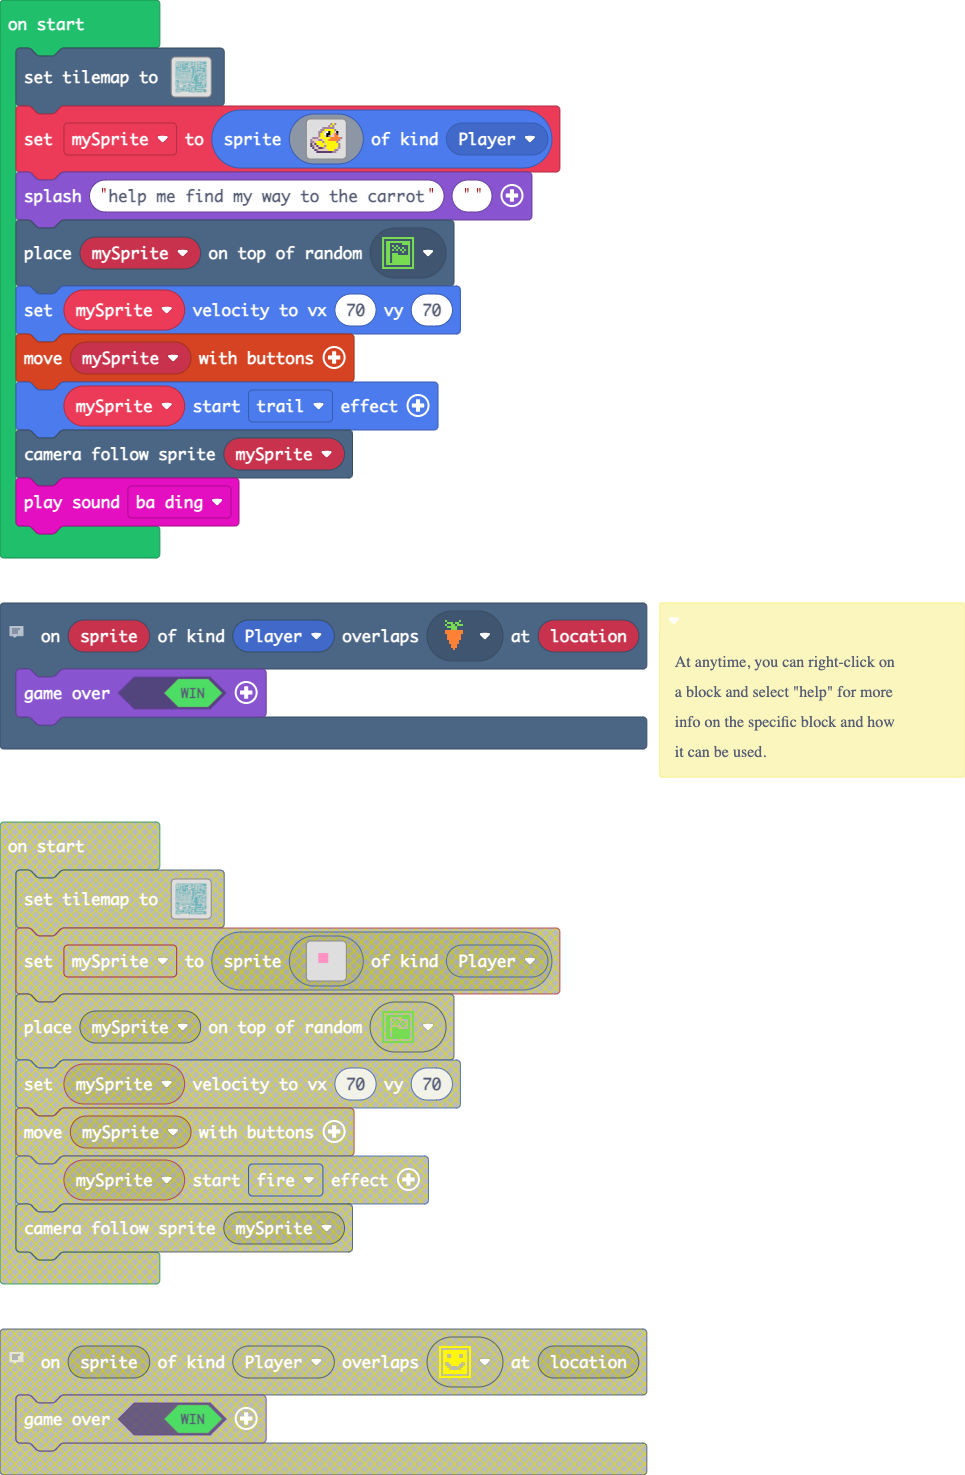 on start
set tilemap to
set mySprite to sprite of kind Player
splash "help me find my way to the carrot" " "
place mySprite on top of random
set mySprite velocity to vx 70 vy 70
move mySprite with buttons
mySprite start trail effect
camera follow sprite mySprite
play sound ba ding
on sprite of kind Player overlaps at location
game over WIN
At anytime, you can right-click on
a block and select "help" for more
info on the specific block and how
it can be used.
on start
set tilemap to
set mySprite to sprite of kind Player
place mySprite on top of random
set mySprite velocity to vx 70 vy 70
move mySprite with buttons
mySprite start fire effect
camera follow sprite mySprite
on sprite of kind Player overlaps at location
game over WIN